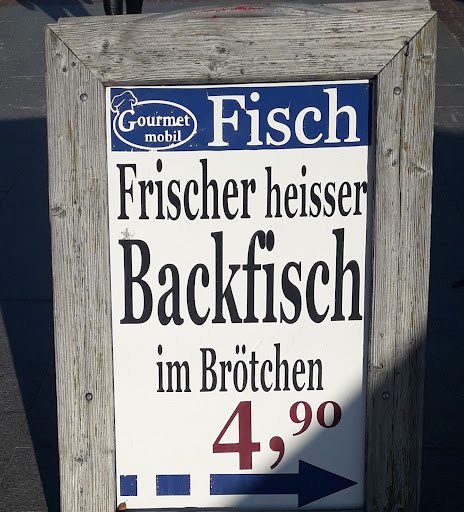 Gourmet
mobil
Fisch
Frischer heisser
Backfisch
im Brötchen
4,90